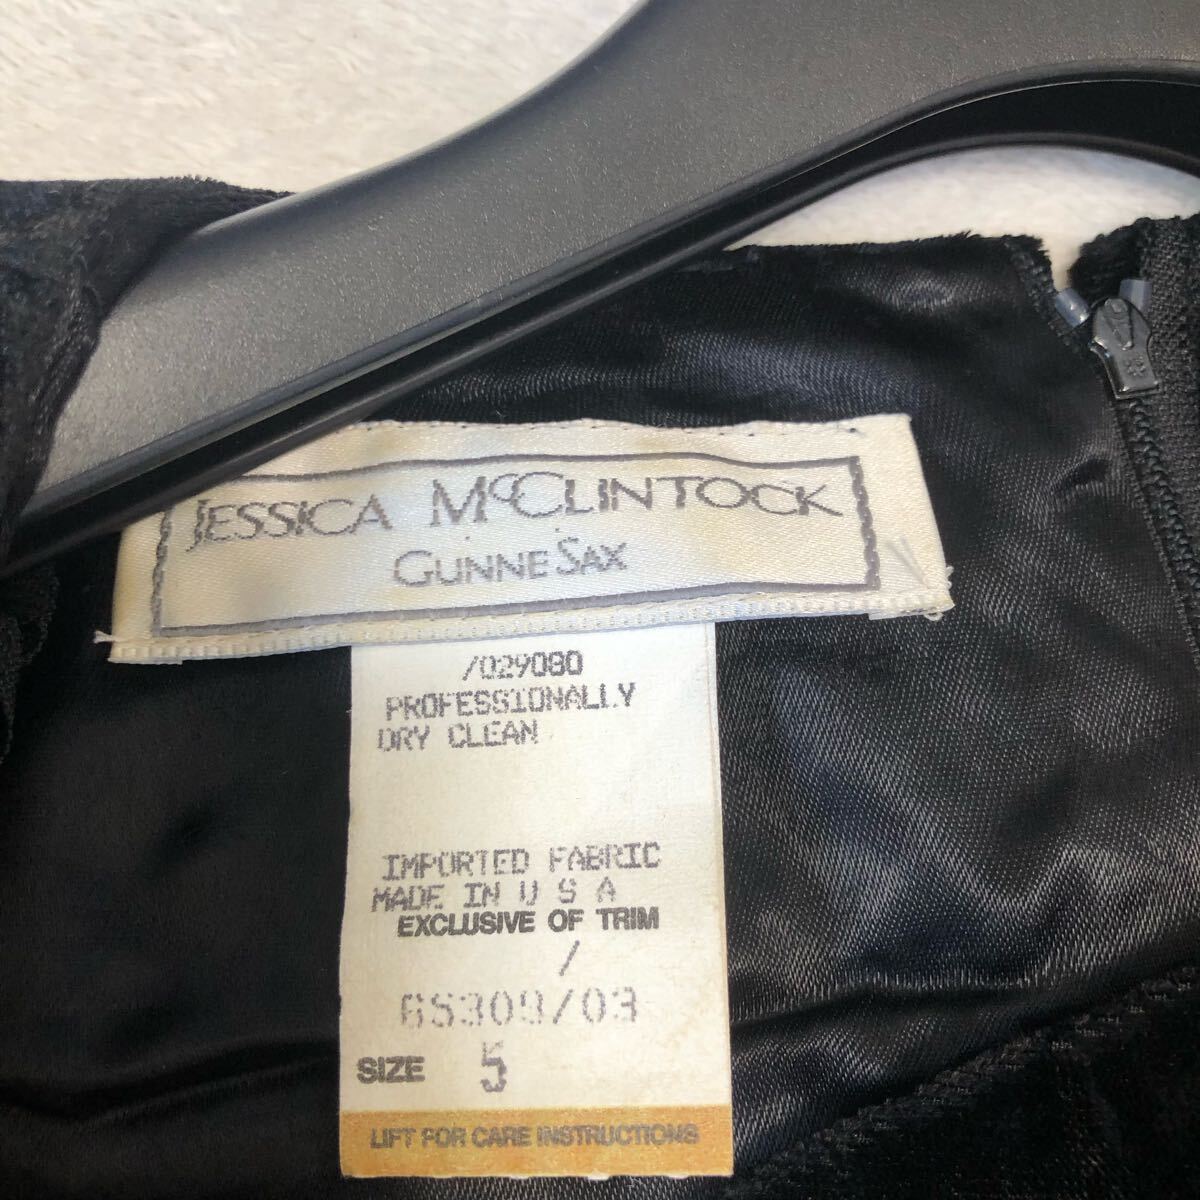 JESSICA McCLINTOCK
GUNNE SAX
/029080
PROFESSIONALLY
DRY CLEAN
IMPORTED FABRIC
MADE IN U S A
EXCLUSIVE OF TRIM
/
6S309/03
SIZE 5
LIFT FOR CARE INSTRUCTIONS